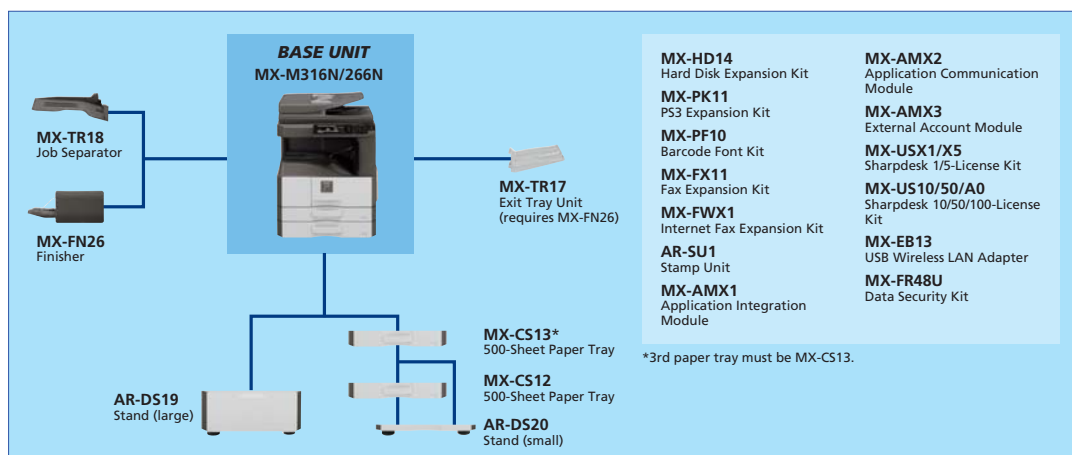 BASE UNIT
MX-M316N/266N
MX-TR18
Job Separator
MX-FN26
Finisher
MX-TR17
Exit Tray Unit
(requires MX-FN26)
MX-CS13*
500-Sheet Paper Tray
MX-CS12
500-Sheet Paper Tray
AR-DS19
Stand (large)
AR-DS20
Stand (small)
MX-HD14
Hard Disk Expansion Kit
MX-PK11
PS3 Expansion Kit
MX-PF10
Barcode Font Kit
MX-FX11
Fax Expansion Kit
MX-FWX1
Internet Fax Expansion Kit
AR-SU1
Stamp Unit
MX-AMX1
Application Integration
Module
MX-AMX2
Application Communication
Module
MX-AMX3
External Account Module
MX-USX1/X5
Sharpdesk 1/5-License Kit
MX-US10/50/A0
Sharpdesk 10/50/100-License
Kit
MX-EB13
USB Wireless LAN Adapter
MX-FR48U
Data Security Kit
*3rd paper tray must be MX-CS13.